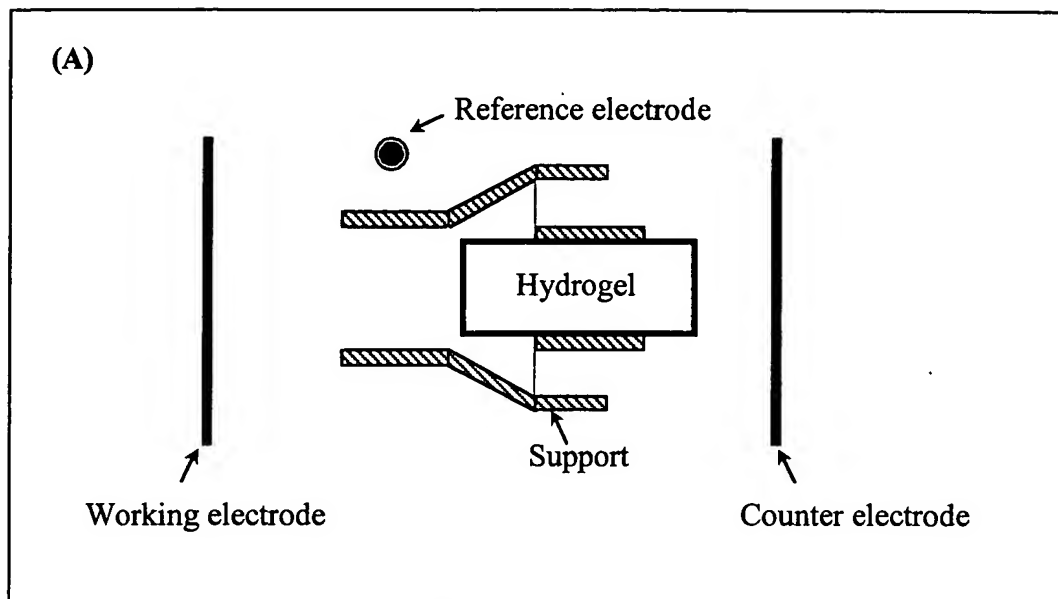 (A)
Reference electrode
Hydrogel
Support
Working electrode
Counter electrode